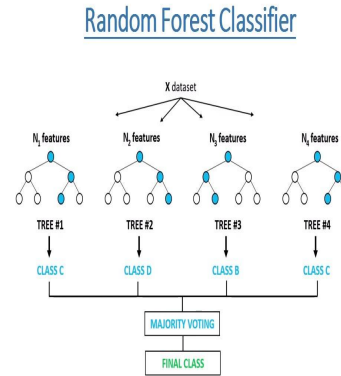 Random Forest Classifier
X dataset
N1 features N2 features N3 features N4 features
TREE #1 TREE #2 TREE #3 TREE #4
CLASS C CLASS D CLASS B CLASS C
MAJORITY VOTING
FINAL CLASS